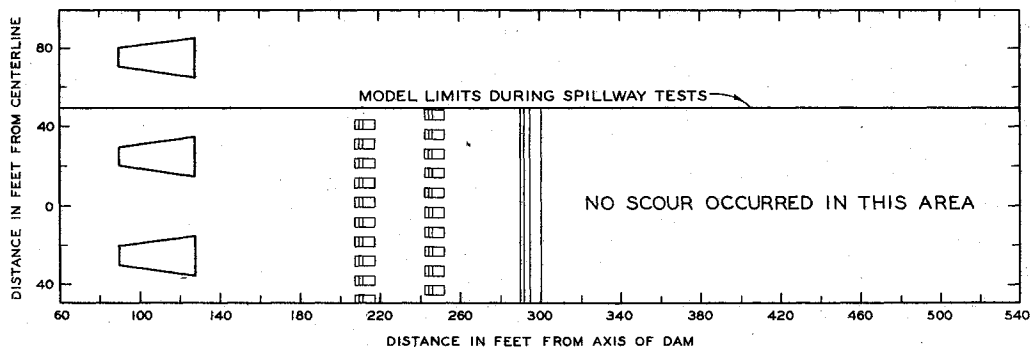 DISTANCE IN FEET FROM CENTERLINE
80
40
0
40
MODEL LIMITS DURING SPILLWAY TESTS
NO SCOUR OCCURRED IN THIS AREA
60 100 140 180 220 260 300 340 380 420 460 500 540
DISTANCE IN FEET FROM AXIS OF DAM